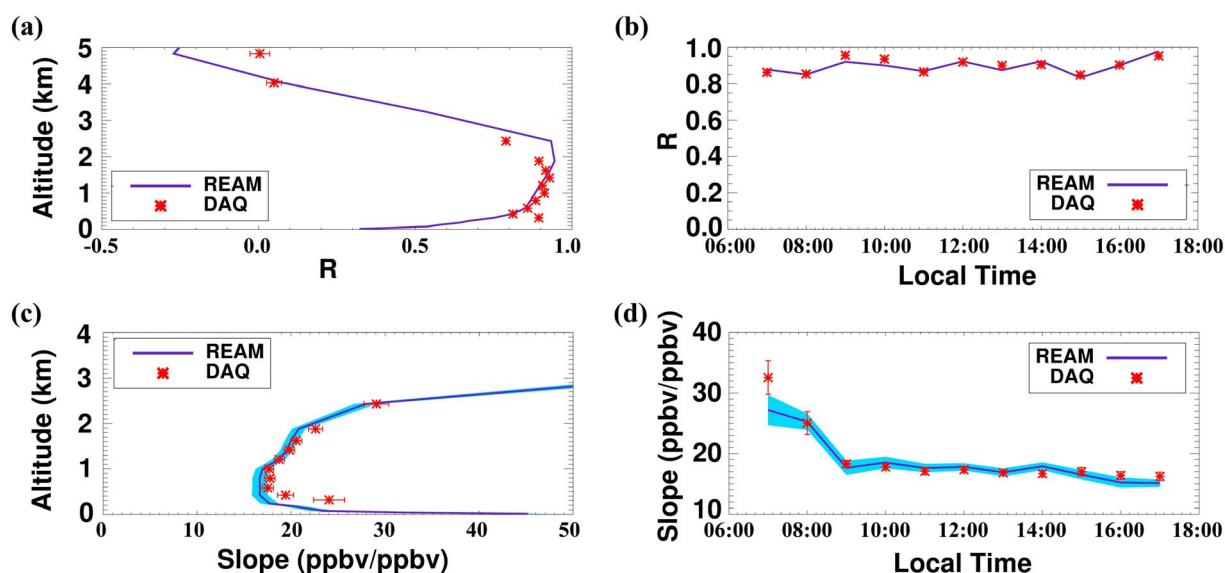 (a)
5
4
3
2
1
0
Altitude (km)
REAM
DAQ
-0.5
0.0
0.5
1.0
R
(b)
1.0
0.8
0.6
0.4
0.2
0.0
R
REAM
DAQ
06:00
08:00
10:00
12:00
14:00
16:00
18:00
Local Time
(c)
4
3
2
1
0
Altitude (km)
REAM
DAQ
0
10
20
30
40
50
Slope (ppbv/ppbv)
(d)
40
30
20
10
Slope (ppbv/ppbv)
REAM
DAQ
06:00
08:00
10:00
12:00
14:00
16:00
18:00
Local Time